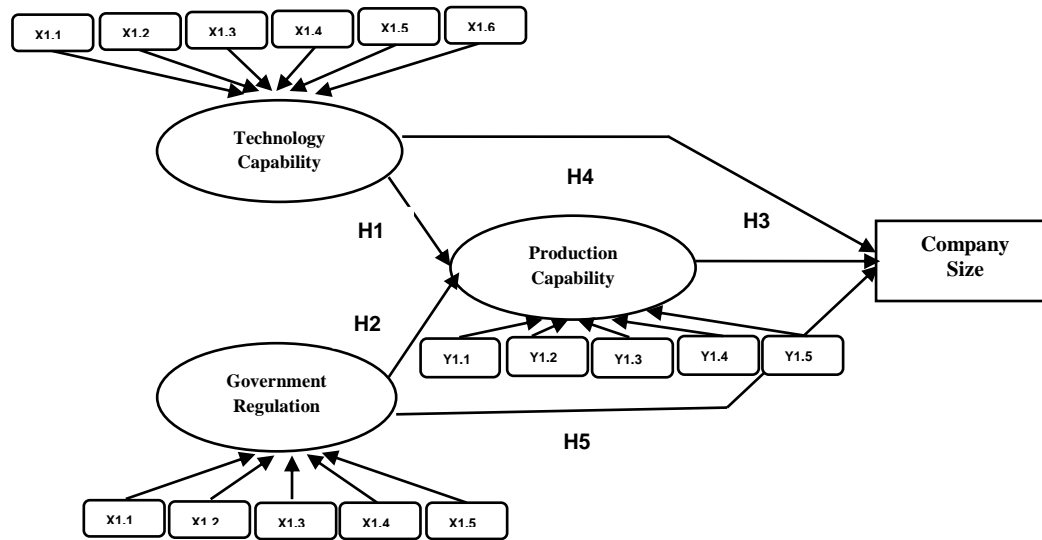 X1.1
X1.2
X1.3
X1.4
X1.5
X1.6
Technology
Capability
H4
H1
H3
Production
Capability
Company
Size
H2
Y1.1
Y1.2
Y1.3
Y1.4
Y1.5
Government
Regulation
H5
X1.1
X1.2
X1.3
X1.4
X1.5